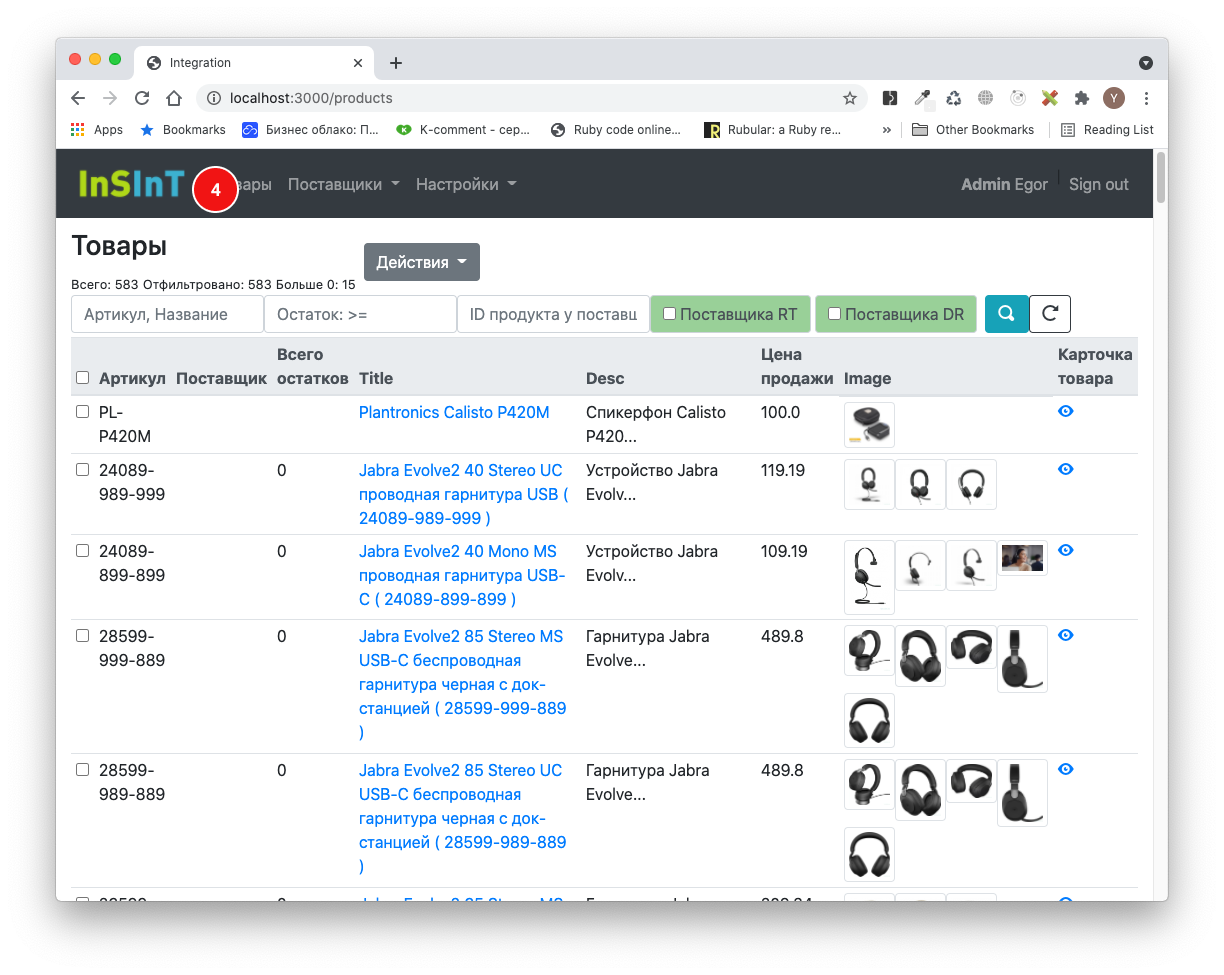 Integration
localhost:3000/products
Y
Apps Bookmarks Бизнес облако: П... K-comment - сер... Ruby code online... Rubular: a Ruby re... » Other Bookmarks Reading List
InSInT 4 вары Поставщики Настройки Admin Egor Sign out
Товары
Действия
Всего: 583 Отфильтровано: 583 Больше 0: 15
Артикул, Название Остаток: >= ID продукта у поставщ Поставщика RT Поставщика DR
Артикул Поставщик Всего остатков Title Desc Цена продажи Image Карточка товара
PL- Plantronics Calisto P420M Спикерфон Calisto 100.0
P420M P420...
24089- 0 Jabra Evolve2 40 Stereo UC Устройство Jabra 119.19
989-999 проводная гарнитура USB ( Evolv...
24089-989-999 )
24089- 0 Jabra Evolve2 40 Mono MS Устройство Jabra 109.19
899-899 проводная гарнитура USB- Evolv...
C ( 24089-899-899 )
28599- 0 Jabra Evolve2 85 Stereo MS Гарнитура Jabra 489.8
999-889 USB-C беспроводная Evolve...
гарнитура черная с док-
станцией ( 28599-999-889
)
28599- 0 Jabra Evolve2 85 Stereo UC Гарнитура Jabra 489.8
989-889 USB-C беспроводная Evolve...
гарнитура черная с док-
станцией ( 28599-989-889
)